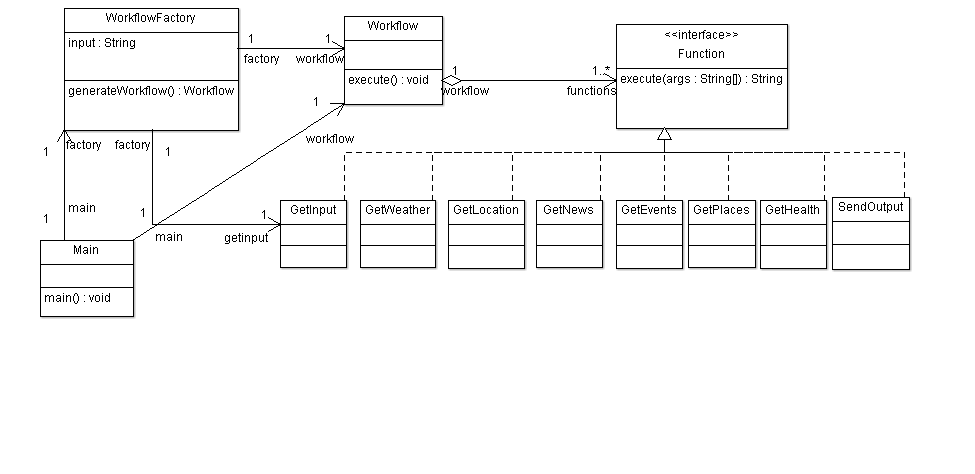 WorkflowFactory
input : String
generateWorkflow() : Workflow
1
factory
1
workflow
Workflow
execute() : void
1
workflow
1..*
functions
<<interface>>
Function
execute(args : String[]) : String
1
workflow
1
factory
factory
1
1
main
1
main
1
getinput
GetInput
GetWeather
GetLocation
GetNews
GetEvents
GetPlaces
GetHealth
SendOutput
Main
main() : void